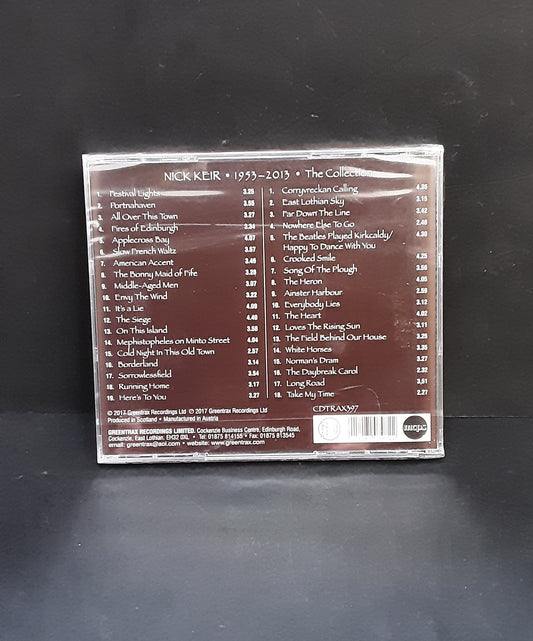 NICK KEIR • 1953–2013 • The Collection
1. Festival Lights 3.25
2. Portnahaven 3.55
3. All Over This Town 3.27
4. Fires of Edinburgh 2.34
5. Applecross Bay 4.07
6. Slow French Waltz 3.57
7. American Accent 3.46
8. The Bonny Maid of Fife 3.28
9. Middle-Aged Men 3.07
10. Envy The Wind 3.22
11. It's a Lie 4.09
12. The Siege 4.40
13. On This Island 3.58
14. Mephistopheles on Minto Street 4.04
15. Cold Night In This Old Town 2.57
16. Borderland 3.14
17. Sorrowlessfield 3.54
18. Running Home 3.17
19. Here's To You 3.27
1. Corryvreckan Calling 4.36
2. East Lothian Sky 3.15
3. Far Down The Line 3.42
4. Nowhere Else To Go 2.46
5. The Beatles Played Kirkcaldy/
Happy To Dance With You 4.30
6. Crooked Smile 4.25
7. Song Of The Plough 3.56
8. The Heron 4.05
9. Ainster Harbour 2.59
10. Everybody Lies 3.12
11. The Heart 4.02
12. Loves The Rising Sun 3.11
13. The Field Behind Our House 3.25
14. White Horses 3.35
15. Norman's Dram 3.27
16. The Daybreak Carol 2.32
17. Long Road 3.51
18. Take My Time 2.27
© 2017 Greentrax Recordings Ltd ℗ 2017 Greentrax Recordings Ltd
Produced in Scotland • Manufactured in Austria
CDTRAX397
GREENTRAX RECORDINGS LIMITED, Cockenzie Business Centre, Edinburgh Road,
Cockenzie, East Lothian. EH32 0XL • Tel: 01875 814155 • Fax: 01875 813545
email: greentrax@aol.com • website: www.greentrax.com
mcps